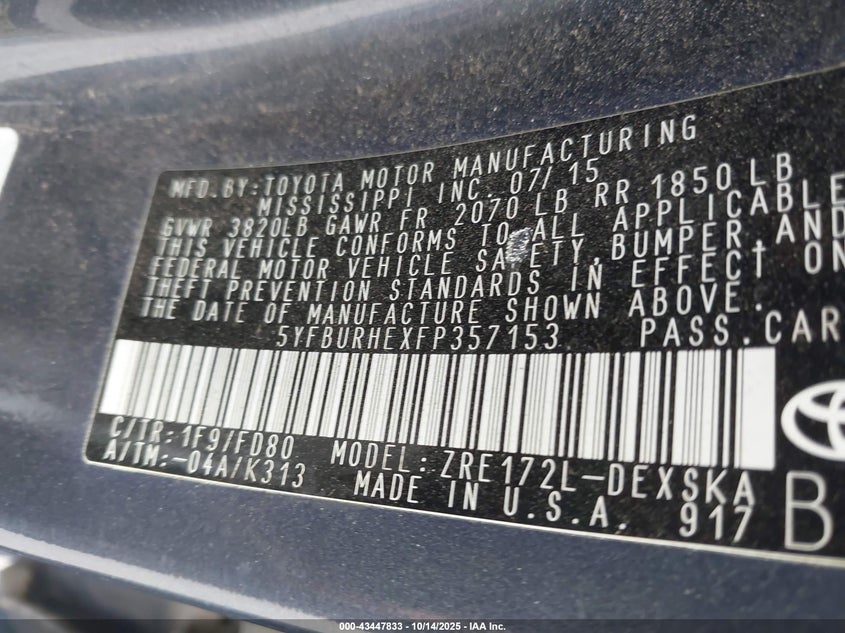 MFD.BY:TOYOTA MOTOR MANUFACTURING
MISSISSIPPI INC. 07/15
GVWR 3820LB GAWR FR 2070 LB RR 1850 LB
THIS VEHICLE CONFORMS TO ALL APPLICABLE
FEDERAL MOTOR VEHICLE SAFETY, BUMPER, AND
THEFT PREVENTION STANDARDS IN EFFECT ON
THE DATE OF MANUFACTURE SHOWN ABOVE.
5YFBURHEXFP357153 PASS.CAR
C/TR:1F9/FD80 MODEL: ZRE172L-DEXSKA
A/TM:-04A/K313 MADE IN U.S.A. 917 B
000-43447833 - 10/14/2025 - IAA Inc.